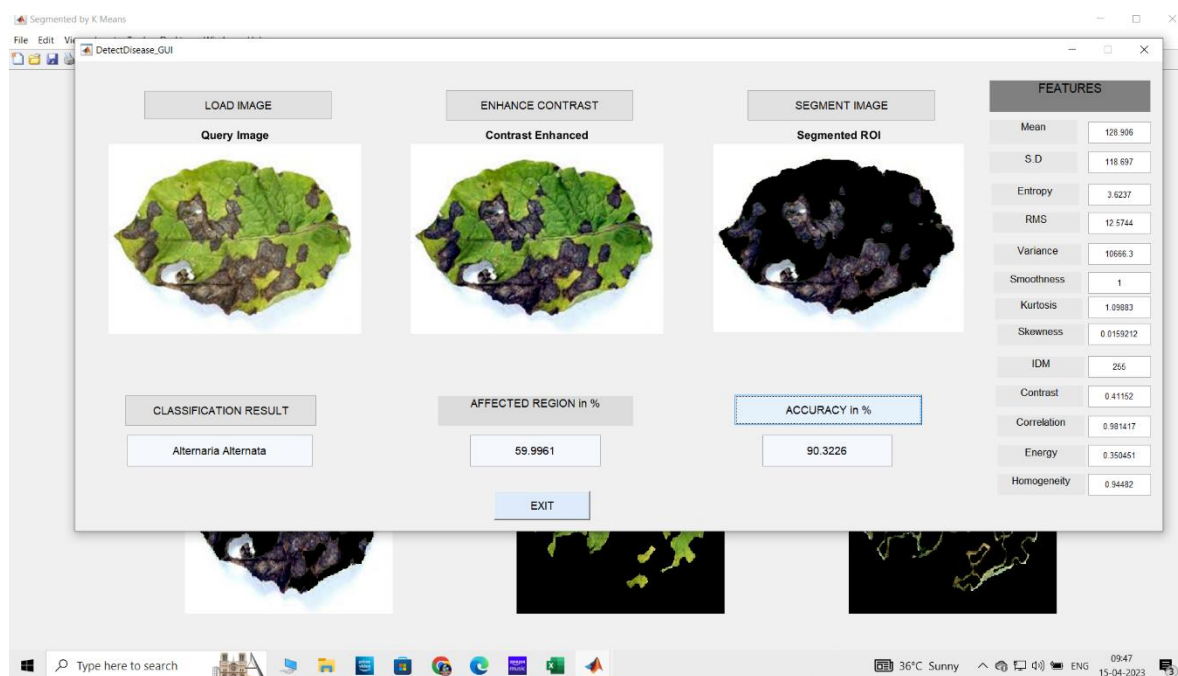 Segmented by K Means
File Edit
DetectDisease_GUI
LOAD IMAGE
ENHANCE CONTRAST
SEGMENT IMAGE
Query Image
Contrast Enhanced
Segmented ROI
CLASSIFICATION RESULT
AFFECTED REGION in %
ACCURACY in %
Alternaria Alternata
59.9961
90.3226
EXIT
FEATURES
Mean 128.906
S.D 118.697
Entropy 3.6237
RMS 12.5744
Variance 10666.3
Smoothness 1
Kurtosis 1.09883
Skewness 0.0159212
IDM 255
Contrast 0.41152
Correlation 0.981417
Energy 0.350451
Homogeneity 0.94482
Type here to search
36°C Sunny
ENG
09:47
15-04-2023
3